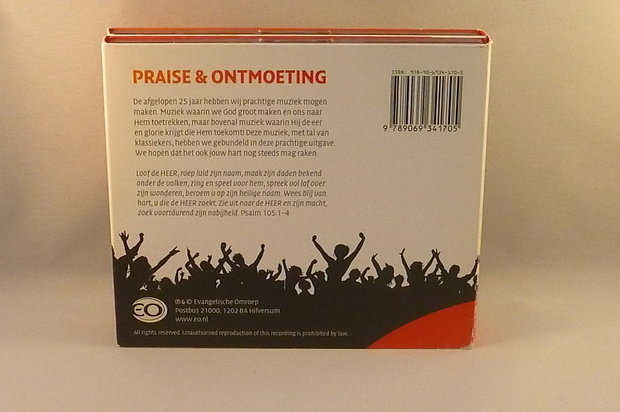 PRAISE & ONTMOETING
ISBN: 978-90-6934-170-5
9 789069 341705
De afgelopen 25 jaar hebben wij prachtige muziek mogen
maken. Muziek waarin we God groot maken en ons naar
Hem toetrekken, maar bovenal muziek waarin Hij de eer
en glorie krijgt die Hem toekomt! Deze muziek, met tal van
klassiekers, hebben we gebundeld in deze prachtige uitgave.
We hopen dat het ook jouw hart nog steeds mag raken.
Loof de HEER, roep luid zijn naam, maak zijn daden bekend
onder de volken, zing en speel voor hem, spreek vol lof over
zijn wonderen, beroem u op zijn heilige naam. Wees blij van
hart, u die de HEER zoekt. Zie uit naar de HEER en zijn macht,
zoek voortdurend zijn nabijheid. Psalm 105:1-4
EO
℗ & © Evangelische Omroep
Postbus 21000, 1202 BA Hilversum
www.eo.nl
All rights reserved. Unauthorised reproduction of this recording is prohibited by law.